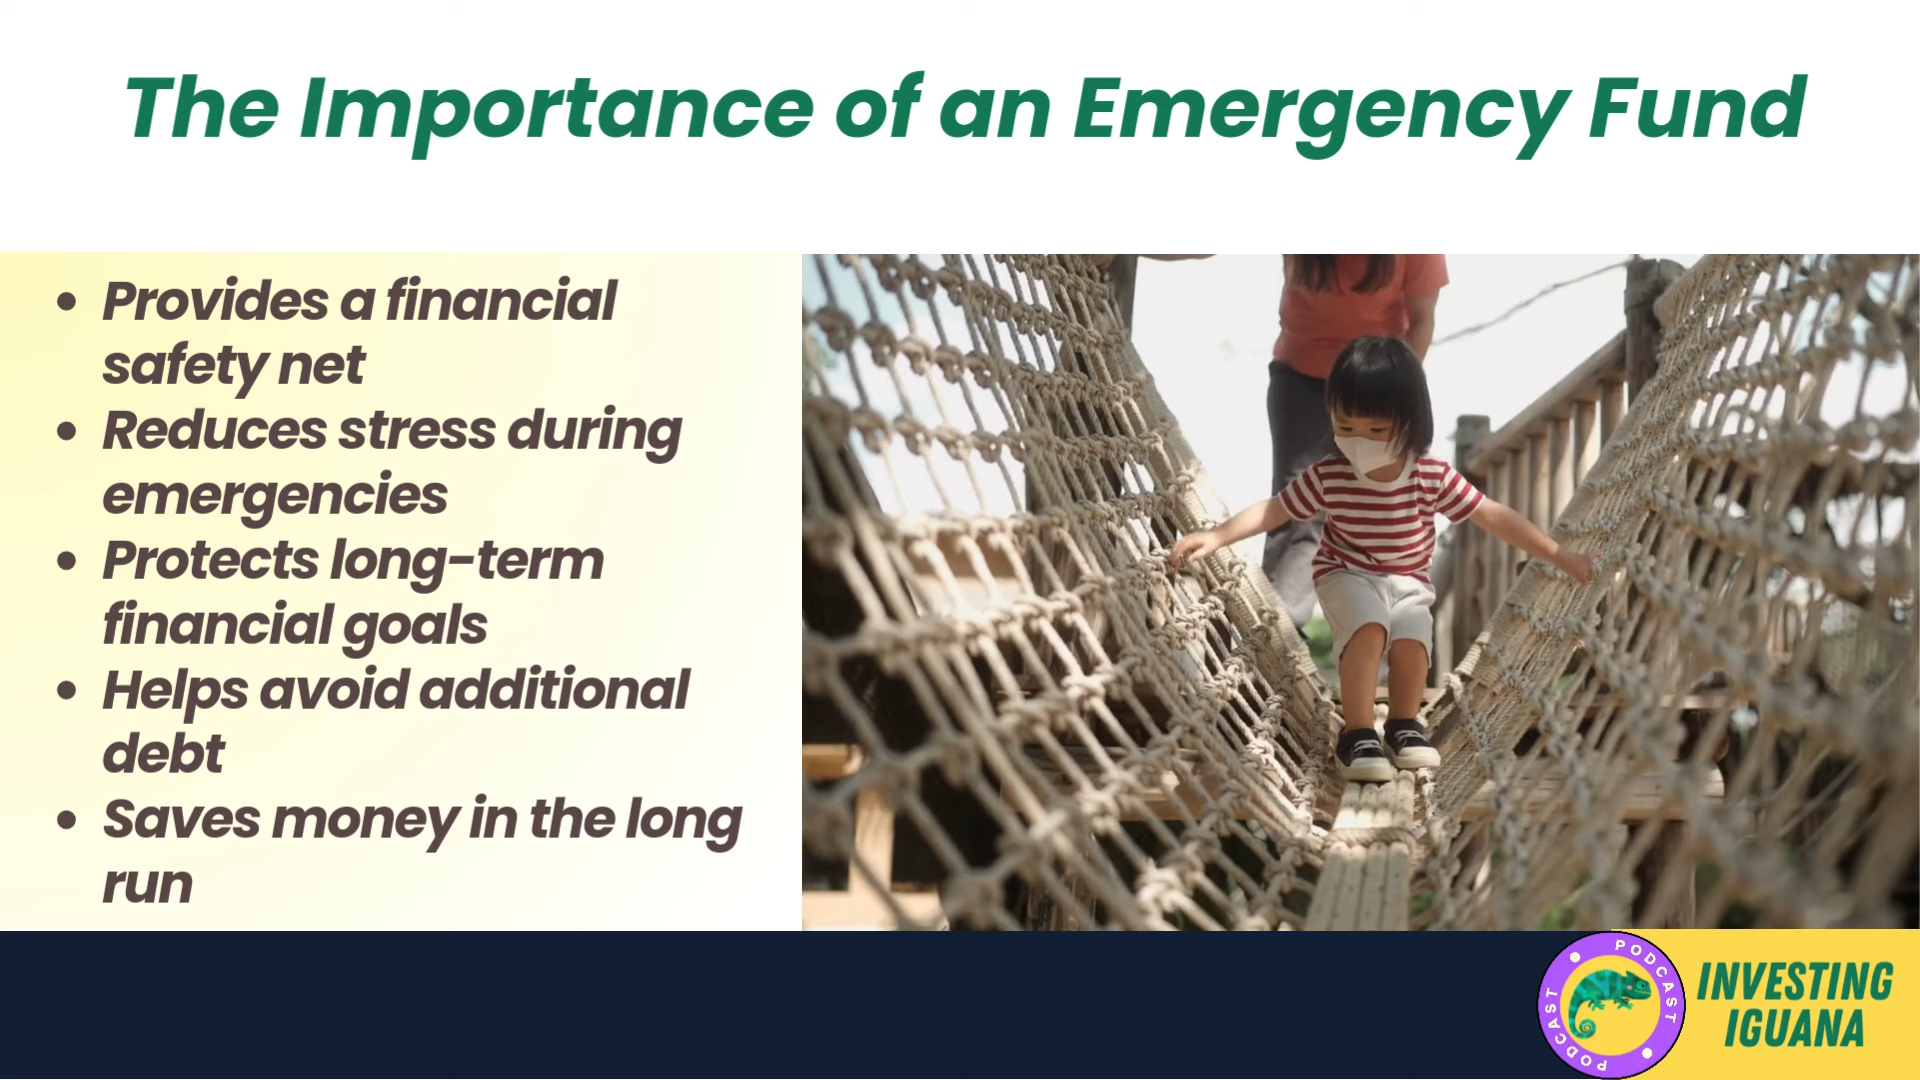 The Importance of an Emergency Fund
• Provides a financial
safety net
• Reduces stress during
emergencies
• Protects long-term
financial goals
• Helps avoid additional
debt
• Saves money in the long
run
PODCAST
PODCAST
INVESTING
IGUANA